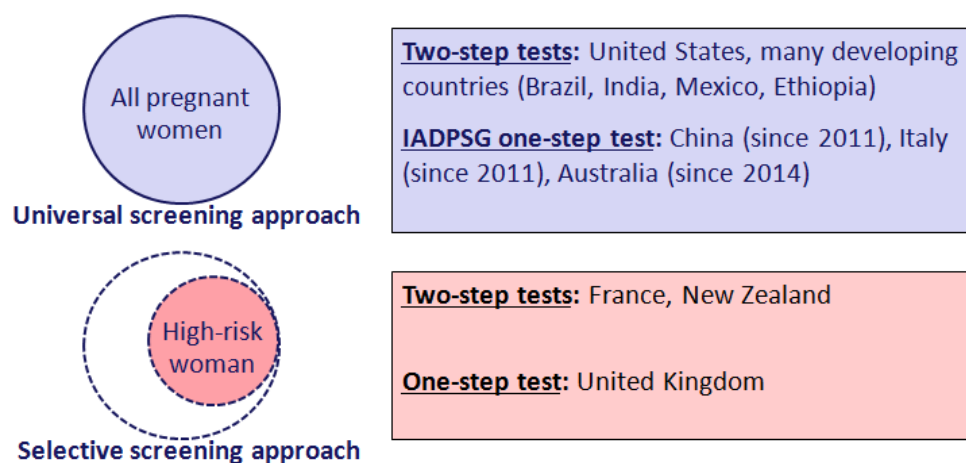 All pregnant
women
Universal screening approach
Two-step tests: United States, many developing
countries (Brazil, India, Mexico, Ethiopia)
IADPSG one-step test: China (since 2011), Italy
(since 2011), Australia (since 2014)
High-risk
woman
Selective screening approach
Two-step tests: France, New Zealand
One-step test: United Kingdom